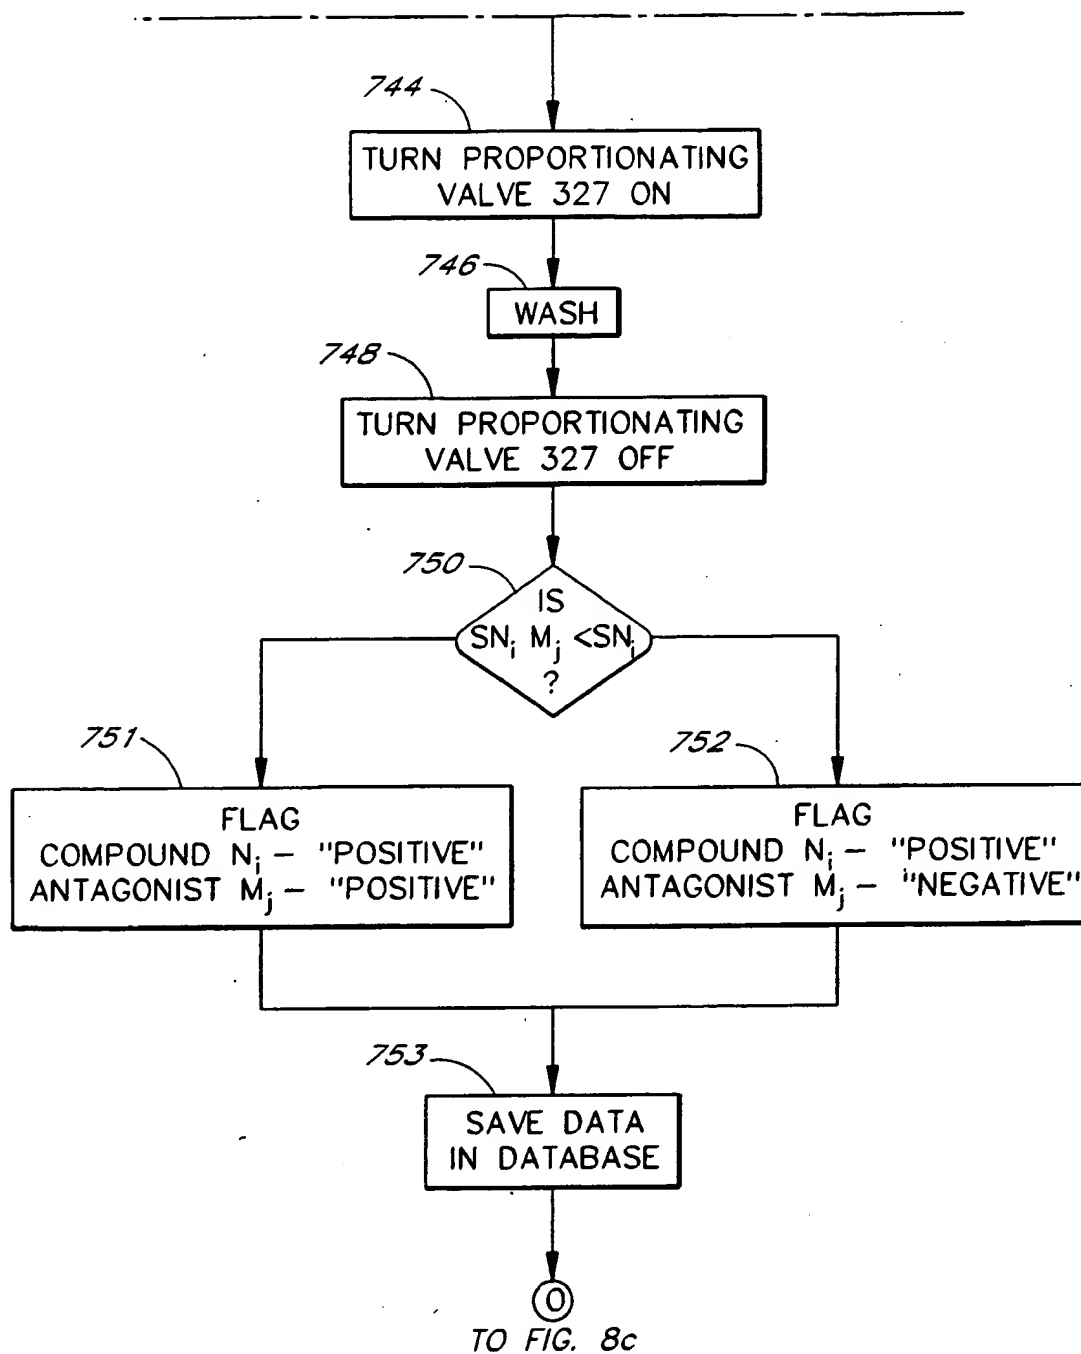 744
TURN PROPORTIONATING
VALVE 327 ON
746
WASH
748
TURN PROPORTIONATING
VALVE 327 OFF
750
IS
SNi Mj <SNi
?
751
FLAG
COMPOUND Ni – "POSITIVE"
ANTAGONIST Mj – "POSITIVE"
752
FLAG
COMPOUND Ni – "POSITIVE"
ANTAGONIST Mj – "NEGATIVE"
753
SAVE DATA
IN DATABASE
O
TO FIG. 8c